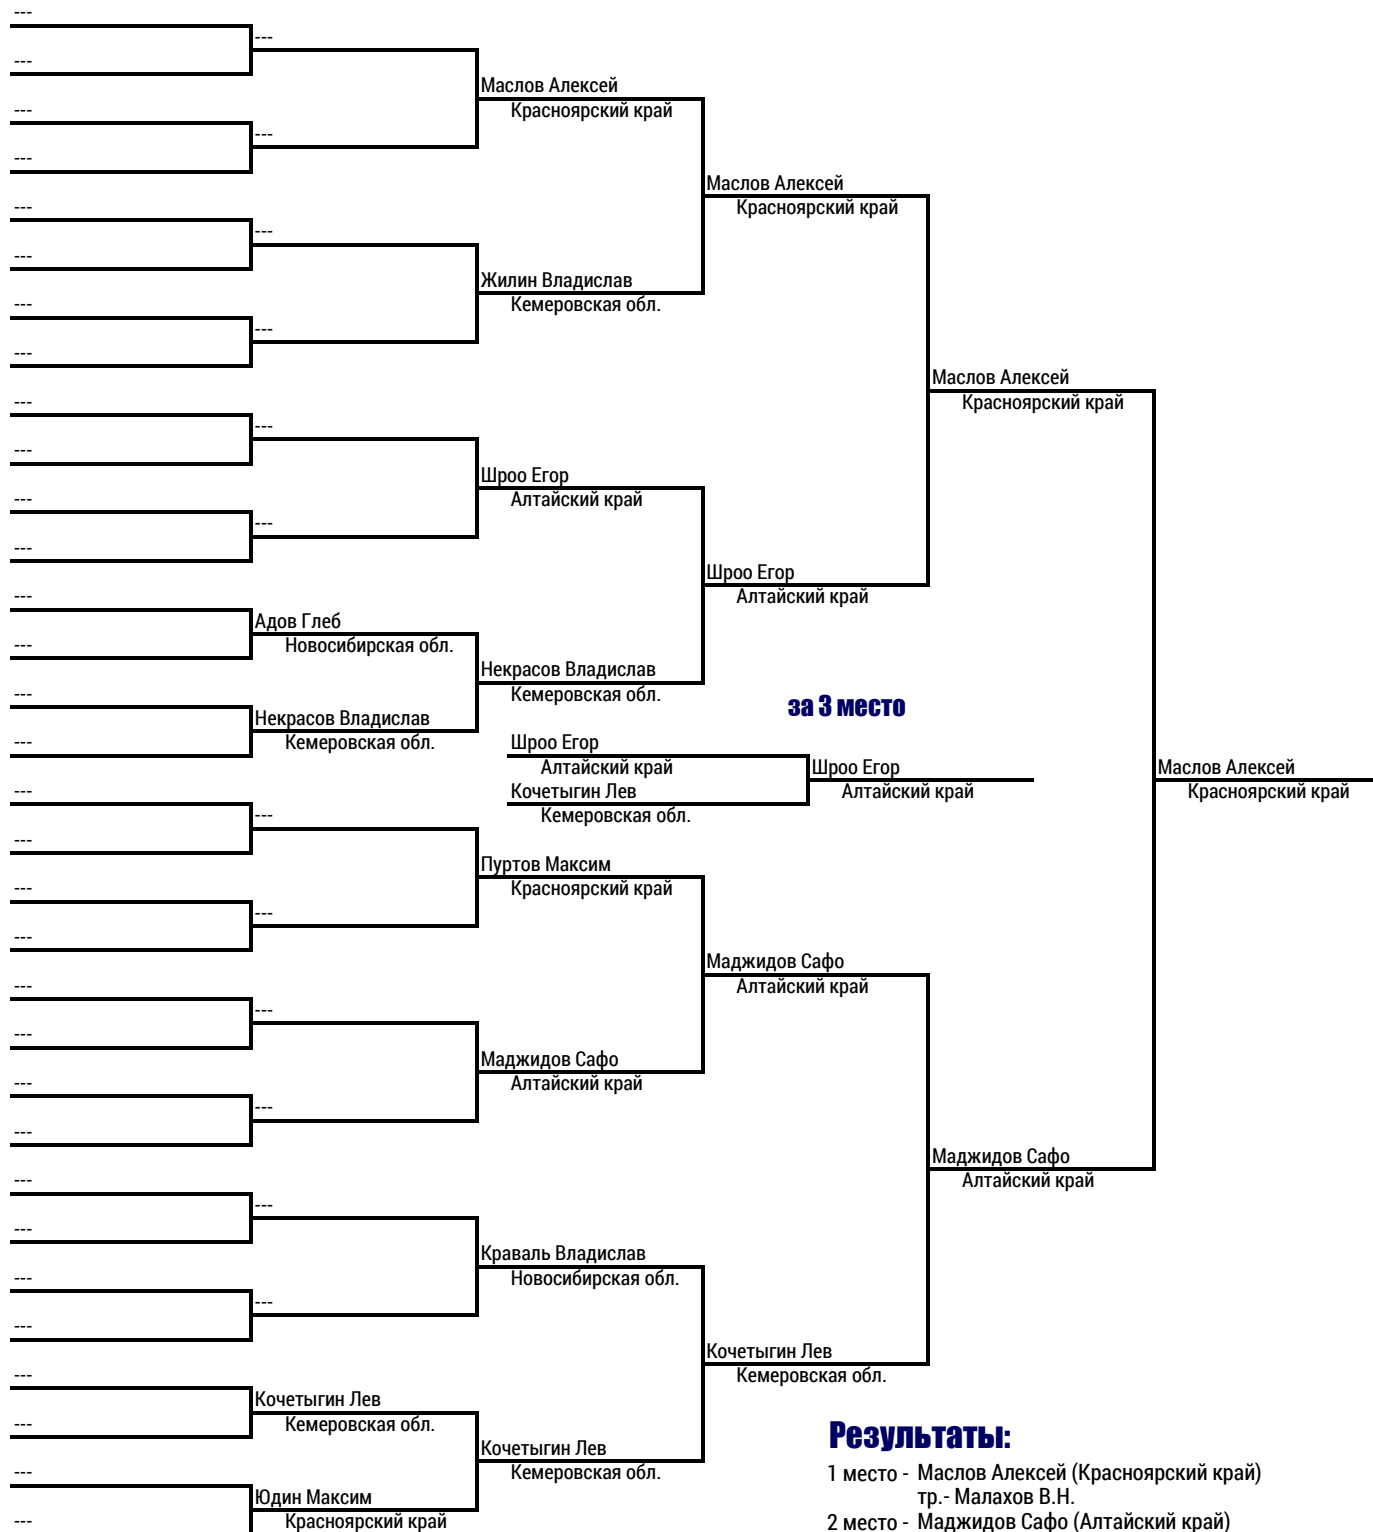 ---
---
---
Маслов Алексей
Красноярский край
---
---
---
Маслов Алексей
Красноярский край
---
---
---
Жилин Владислав
Кемеровская обл.
---
---
---
Маслов Алексей
Красноярский край
---
---
---
Шроо Егор
Алтайский край
---
---
---
Шроо Егор
Алтайский край
---
Адов Глеб
Новосибирская обл.
---
Некрасов Владислав
Кемеровская обл.
---
Некрасов Владислав
Кемеровская обл.
---
за 3 место
Шроо Егор
Алтайский край
Кочетыгин Лев
Кемеровская обл.
Шроо Егор
Алтайский край
Маслов Алексей
Красноярский край
---
---
---
Пуртов Максим
Красноярский край
---
---
---
Маджидов Сафо
Алтайский край
---
---
---
Маджидов Сафо
Алтайский край
---
---
---
Маджидов Сафо
Алтайский край
---
---
---
Краваль Владислав
Новосибирская обл.
---
---
---
Кочетыгин Лев
Кемеровская обл.
---
Кочетыгин Лев
Кемеровская обл.
---
Кочетыгин Лев
Кемеровская обл.
---
Юдин Максим
Красноярский край
---
Результаты:
1 место - Маслов Алексей (Красноярский край)
тр.- Малахов В.Н.
2 место - Маджидов Сафо (Алтайский край)